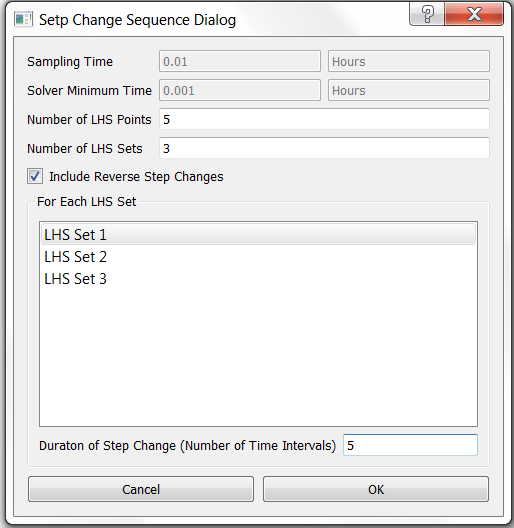 Setp Change Sequence Dialog
?
Sampling Time 0.01 Hours
Solver Minimum Time 0.001 Hours
Number of LHS Points 5
Number of LHS Sets 3
Include Reverse Step Changes
For Each LHS Set
LHS Set 1
LHS Set 2
LHS Set 3
Duraton of Step Change (Number of Time Intervals) 5
Cancel OK